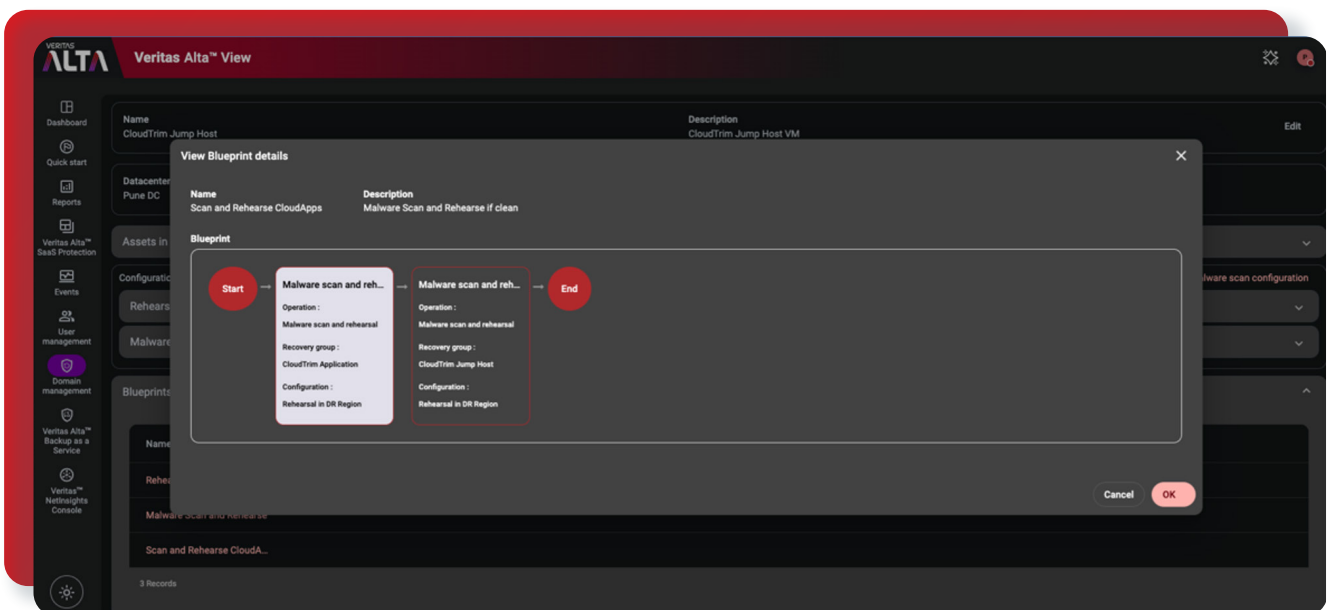 VERITAS
ALTA
Veritas Alta™ View
Dashboard
Quick start
Reports
Veritas Alta™
SaaS Protection
Events
User
management
Domain
management
Veritas Alta™
Backup as a
Service
Veritas™
NetInsights
Console
Name
CloudTrim Jump Host
Description
CloudTrim Jump Host VM
Edit
Datacenter
Pune DC
Assets in
Configuratio
lware scan configuration
Rehears
Malware
Blueprints
Name
Rehea
Malware Scan and Rehearse
Scan and Rehearse CloudA...
3 Records
View Blueprint details
Name
Scan and Rehearse CloudApps
Description
Malware Scan and Rehearse if clean
Blueprint
Start
Malware scan and reh...
Operation :
Malware scan and rehearsal
Recovery group :
CloudTrim Application
Configuration :
Rehearsal in DR Region
Malware scan and reh...
Operation :
Malware scan and rehearsal
Recovery group :
CloudTrim Jump Host
Configuration :
Rehearsal in DR Region
End
Cancel
OK